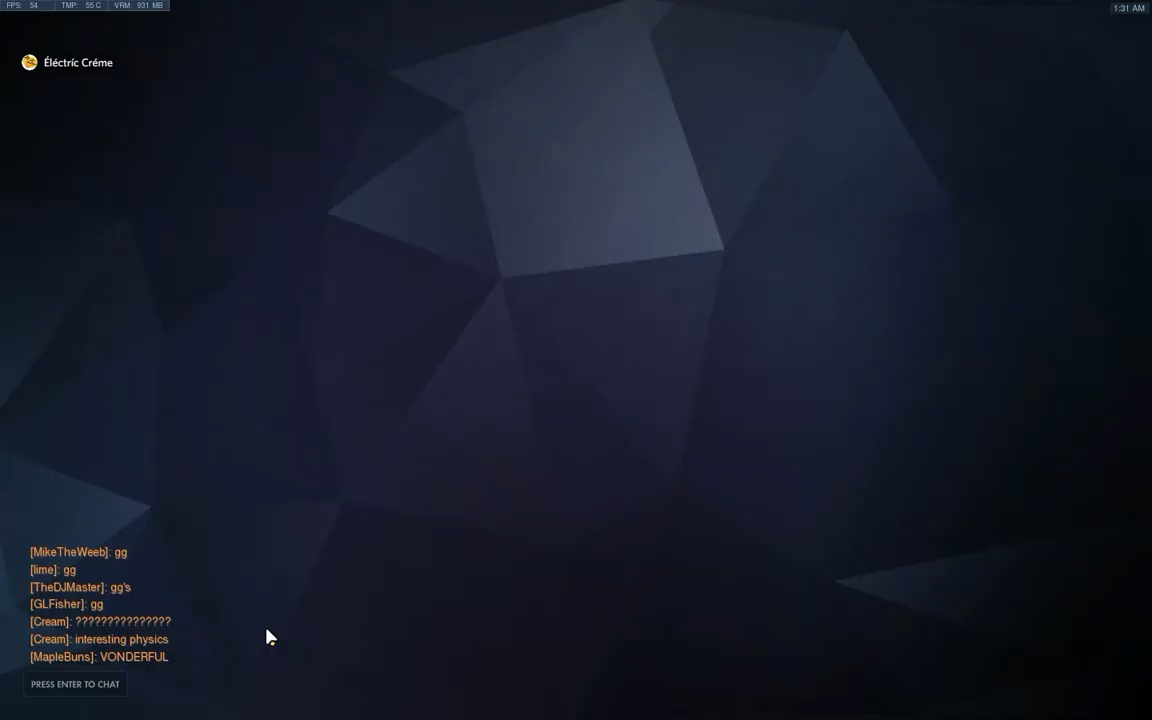 FPS: 54 TMP: 55 C VRM: 931 MB
1:31 AM
Éléctríc Créme
[MikeTheWeeb]: gg
[lime]: gg
[TheDJMaster]: gg's
[GLFisher]: gg
[Cream]: ???????????????
[Cream]: interesting physics
[MapleBuns]: VONDERFUL
PRESS ENTER TO CHAT